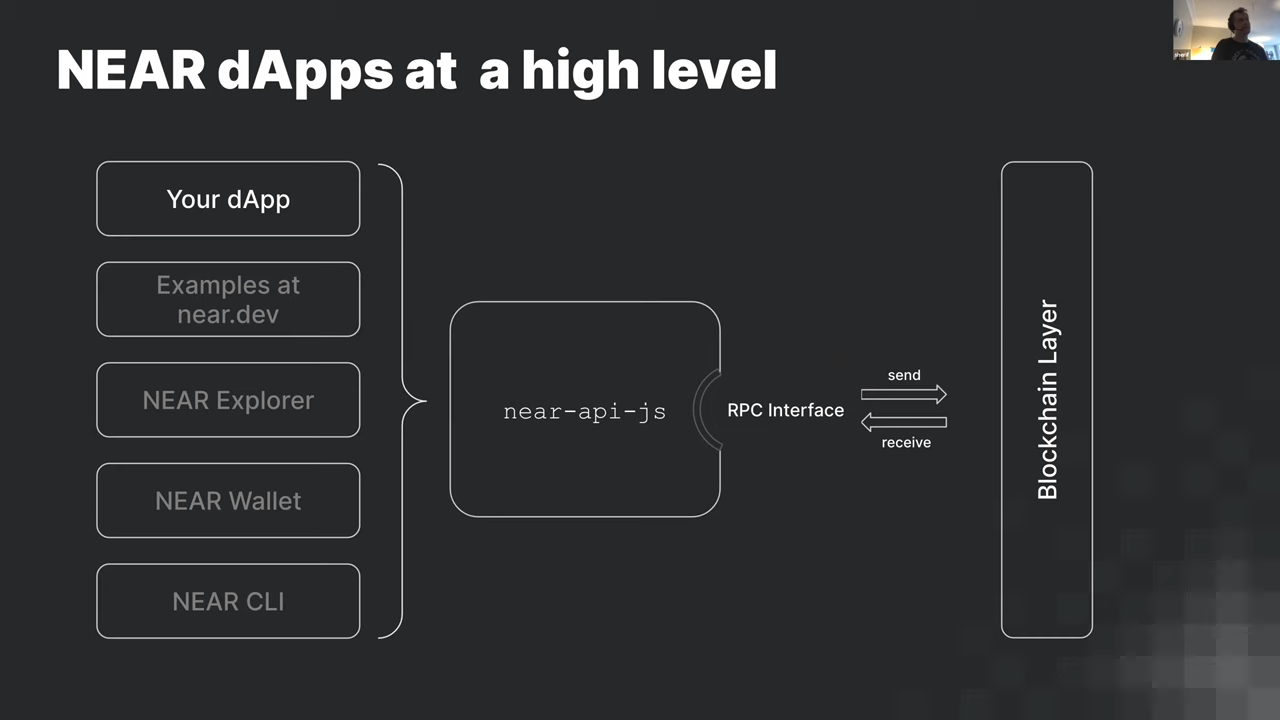 NEAR dApps at  a high level
Your dApp
Examples at
near.dev
NEAR Explorer
NEAR Wallet
NEAR CLI
near-api-js
RPC Interface
send
receive
Blockchain Layer
sherif